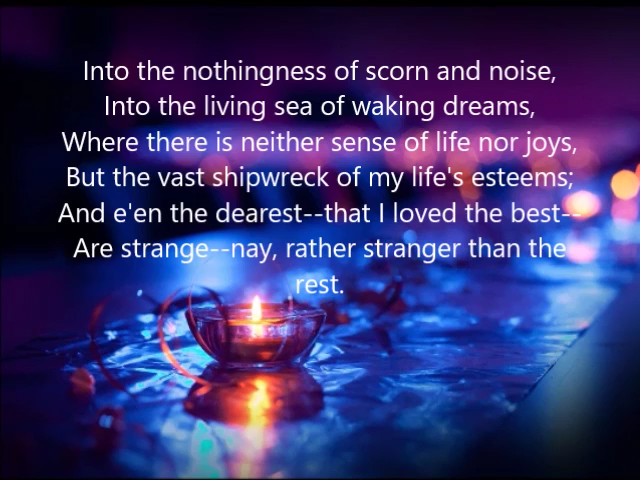 Into the nothingness of scorn and noise,
Into the living sea of waking dreams,
Where there is neither sense of life nor joys,
But the vast shipwreck of my life's esteems;
And e'en the dearest--that I loved the best--
Are strange--nay, rather stranger than the
rest.